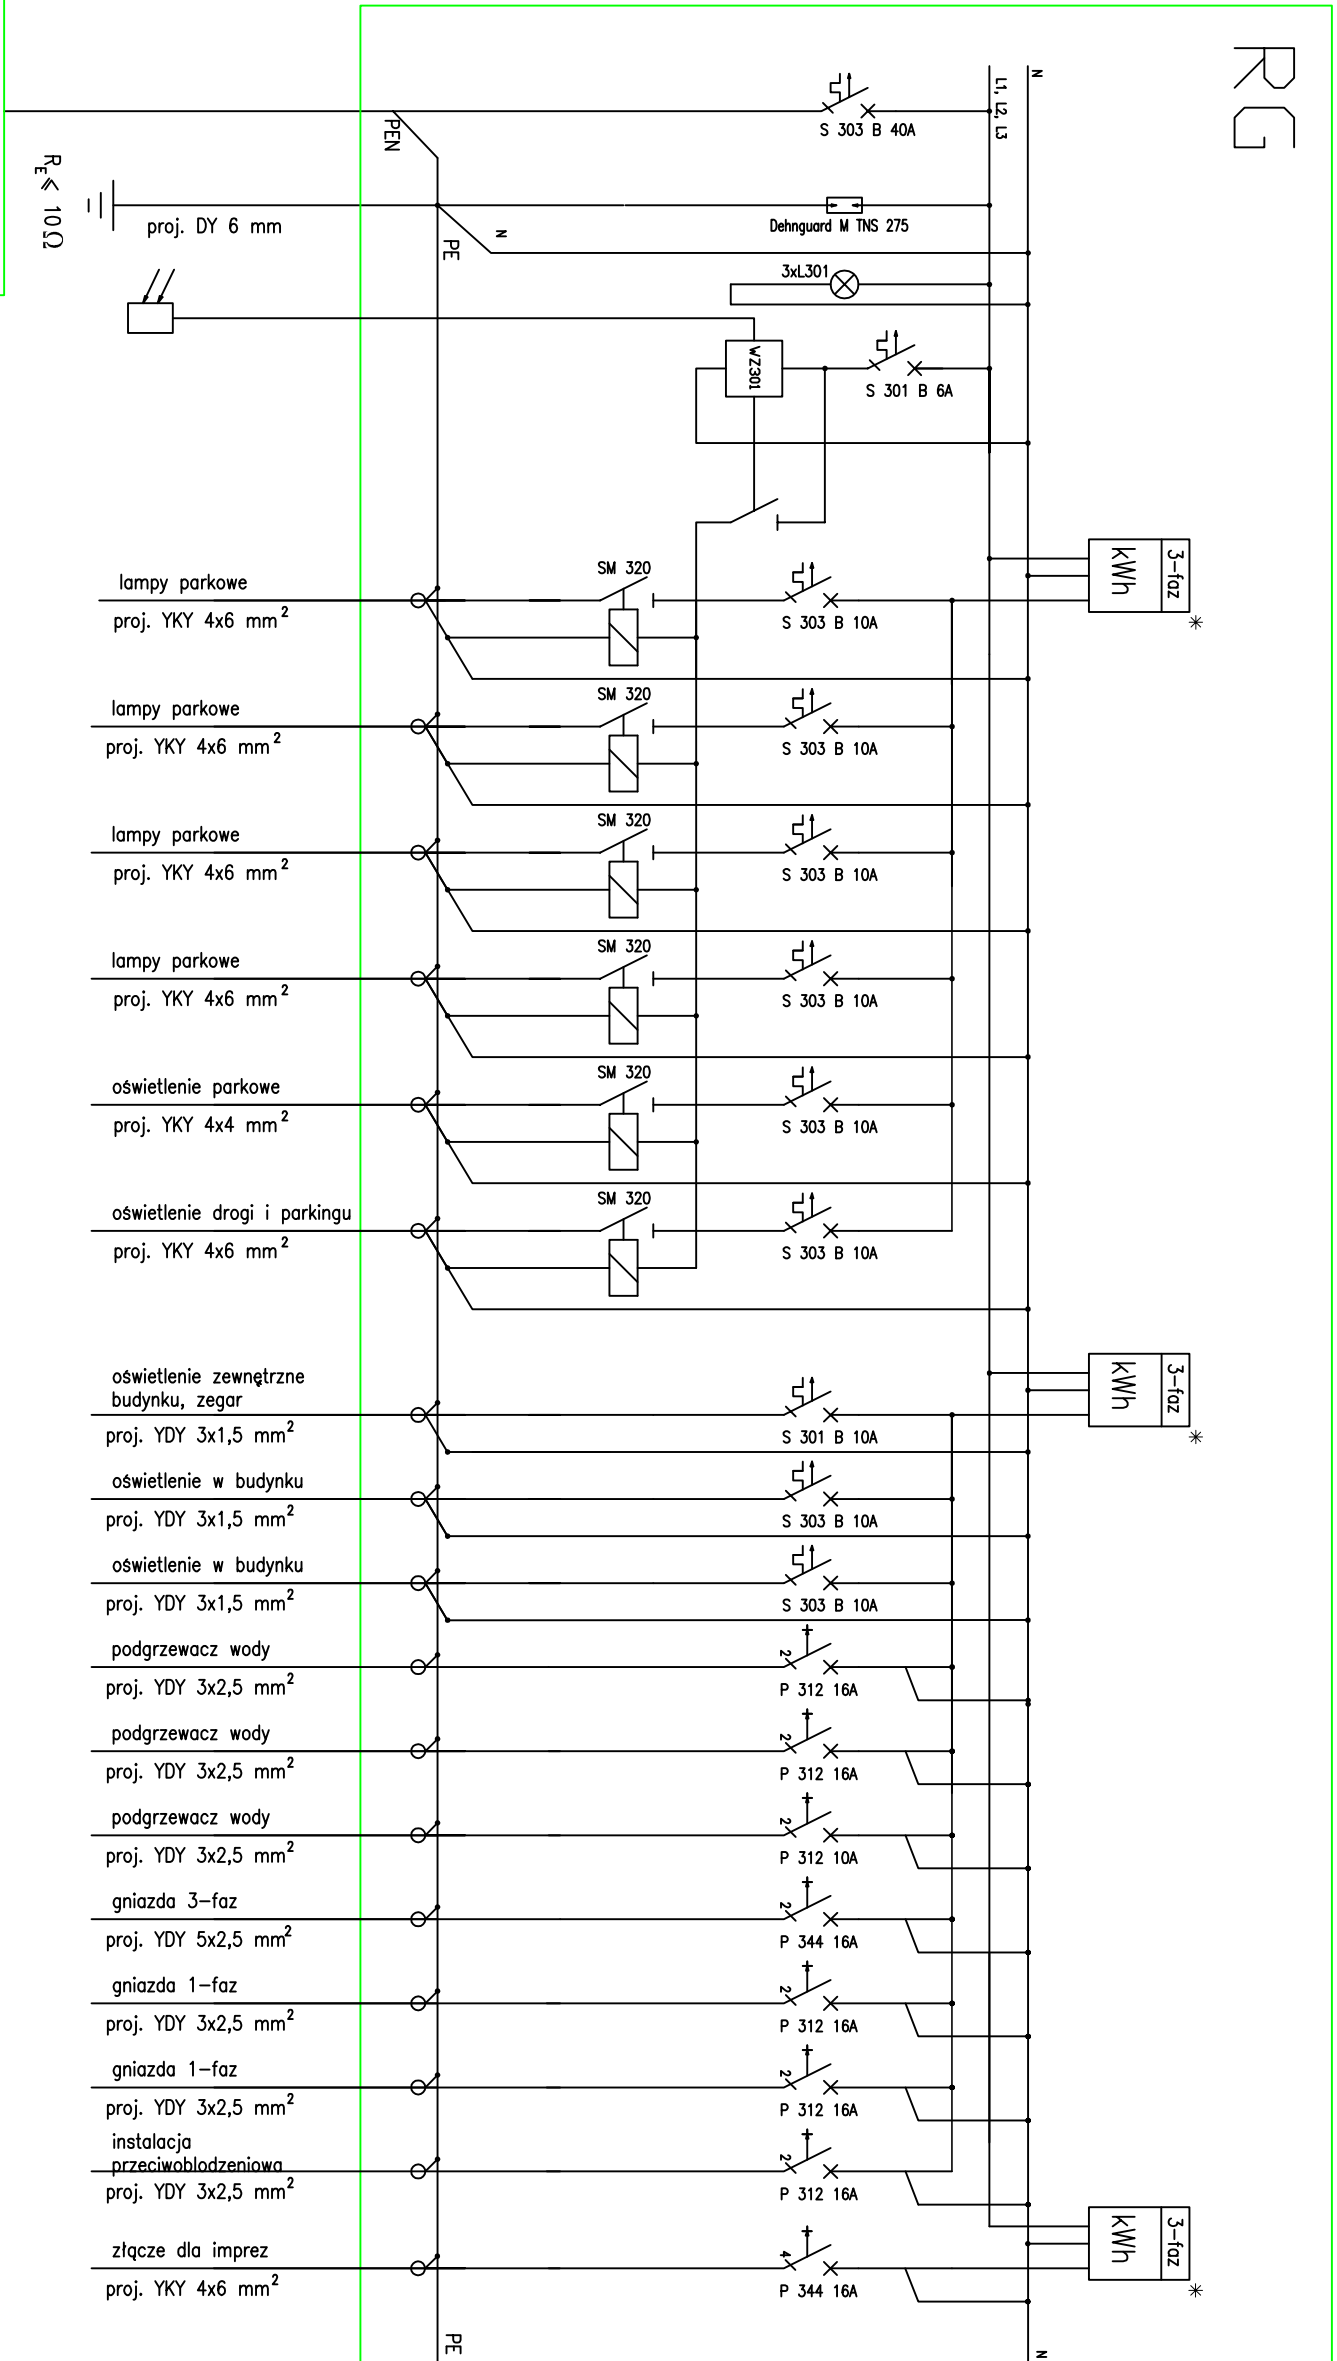 RG
N
L1, L2, L3
S 303 B 40A
PEN
R_E ≪ 10Ω
proj. DY 6 mm
Dehnguard M TNS 275
PE
N
3xL301
WZ301
S 301 B 6A
3-faz
kWh
*
lampy parkowe
proj. YKY 4x6 mm²
SM 320
S 303 B 10A
lampy parkowe
proj. YKY 4x6 mm²
SM 320
S 303 B 10A
lampy parkowe
proj. YKY 4x6 mm²
SM 320
S 303 B 10A
lampy parkowe
proj. YKY 4x6 mm²
SM 320
S 303 B 10A
oświetlenie parkowe
proj. YKY 4x4 mm²
SM 320
S 303 B 10A
oświetlenie drogi i parkingu
proj. YKY 4x6 mm²
SM 320
S 303 B 10A
3-faz
kWh
*
oświetlenie zewnętrzne
budynku, zegar
proj. YDY 3x1,5 mm²
S 301 B 10A
oświetlenie w budynku
proj. YDY 3x1,5 mm²
S 303 B 10A
oświetlenie w budynku
proj. YDY 3x1,5 mm²
S 303 B 10A
podgrzewacz wody
proj. YDY 3x2,5 mm²
2
P 312 16A
podgrzewacz wody
proj. YDY 3x2,5 mm²
2
P 312 16A
podgrzewacz wody
proj. YDY 3x2,5 mm²
2
P 312 10A
gniazda 3-faz
proj. YDY 5x2,5 mm²
2
P 344 16A
gniazda 1-faz
proj. YDY 3x2,5 mm²
2
P 312 16A
gniazda 1-faz
proj. YDY 3x2,5 mm²
2
P 312 16A
instalacja
przeciwoblodzeniowa
proj. YDY 3x2,5 mm²
2
P 312 16A
3-faz
kWh
*
złącze dla imprez
proj. YKY 4x6 mm²
4
P 344 16A
PE
N